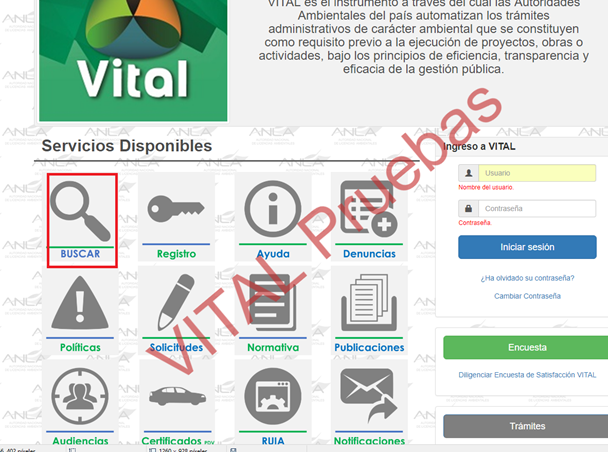 VITAL es el instrumento a través del cual las Autoridades
Ambientales del país automatizan los trámites
administrativos de carácter ambiental que se constituyen
como requisito previo a la ejecución de proyectos, obras o
actividades, bajo los principios de eficiencia, transparencia y
eficacia de la gestión pública.
Vital
VITAL Pruebas
Servicios Disponibles
BUSCAR
Registro
Ayuda
Denuncias
Políticas
Solicitudes
Normativa
Publicaciones
Audiencias
Certificados PDV
RUIA
Notificaciones
Ingreso a VITAL
Usuario
Nombre del usuario.
Contraseña
Contraseña.
Iniciar sesión
¿Ha olvidado su contraseña?
Cambiar Contraseña
Encuesta
Diligenciar Encuesta de Satisfacción VITAL
Trámites
ANLA